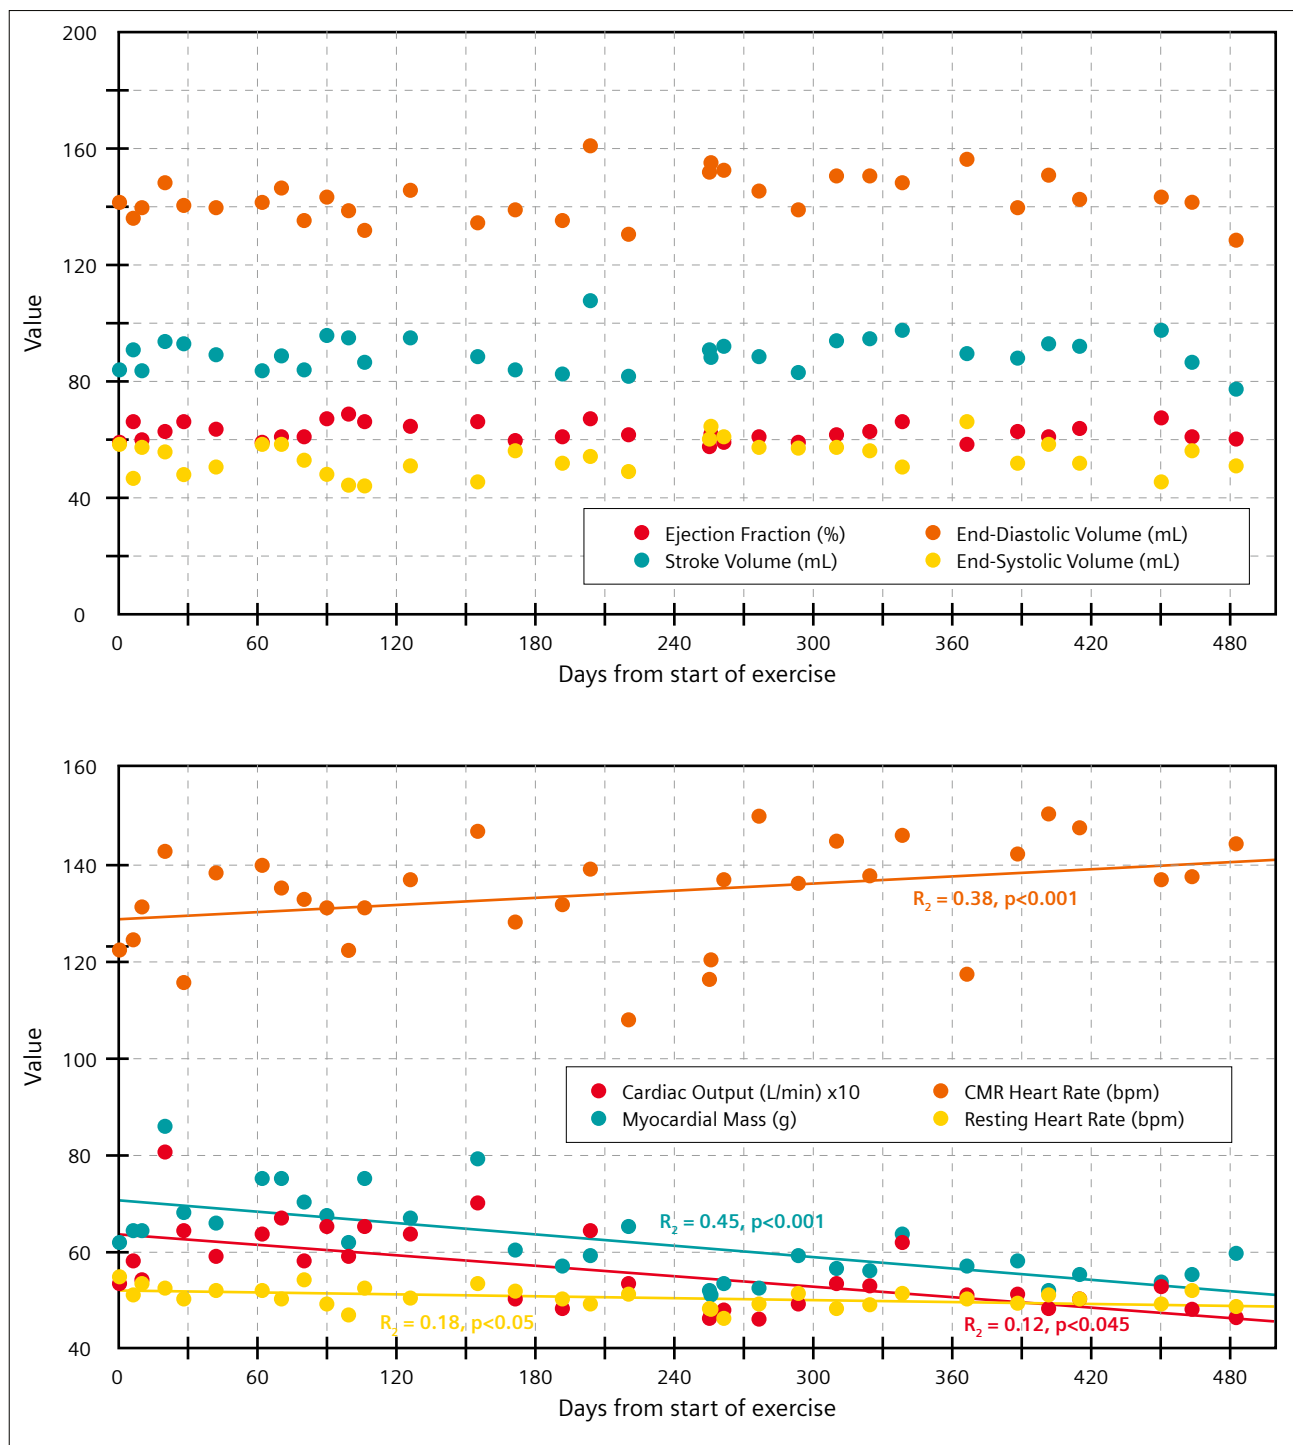 200
160
120
80
40
0
Value
Ejection Fraction (%)
End-Diastolic Volume (mL)
Stroke Volume (mL)
End-Systolic Volume (mL)
0 60 120 180 240 300 360 420 480
Days from start of exercise
160
140
120
100
80
60
40
Value
R2 = 0.38, p<0.001
Cardiac Output (L/min) x10
CMR Heart Rate (bpm)
Myocardial Mass (g)
Resting Heart Rate (bpm)
R2 = 0.45, p<0.001
R2 = 0.18, p<0.05
R2 = 0.12, p<0.045
0 60 120 180 240 300 360 420 480
Days from start of exercise